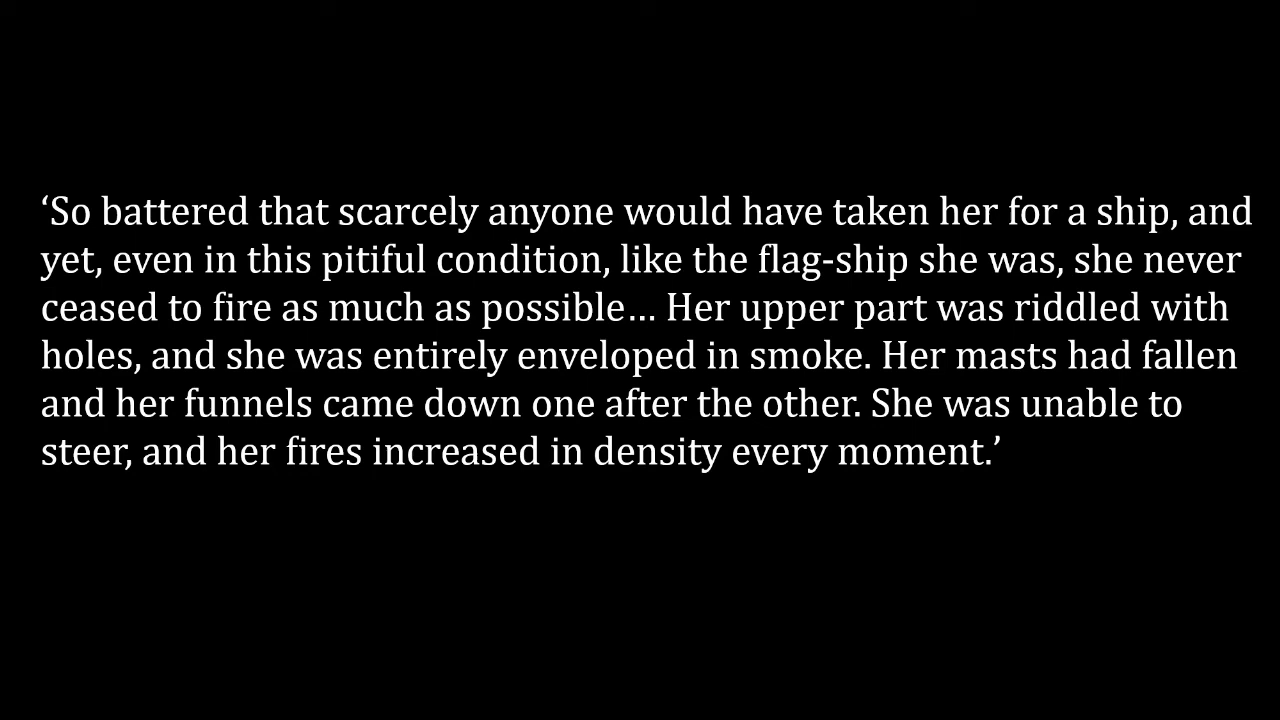 ‘So battered that scarcely anyone would have taken her for a ship, and
yet, even in this pitiful condition, like the flag-ship she was, she never
ceased to fire as much as possible… Her upper part was riddled with
holes, and she was entirely enveloped in smoke. Her masts had fallen
and her funnels came down one after the other. She was unable to
steer, and her fires increased in density every moment.’